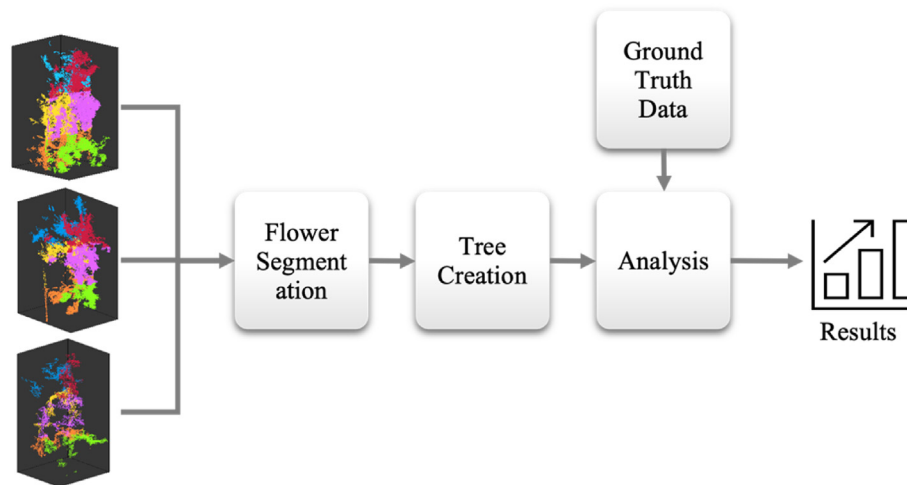 Ground
Truth
Data
Flower
Segment
ation
Tree
Creation
Analysis
Results